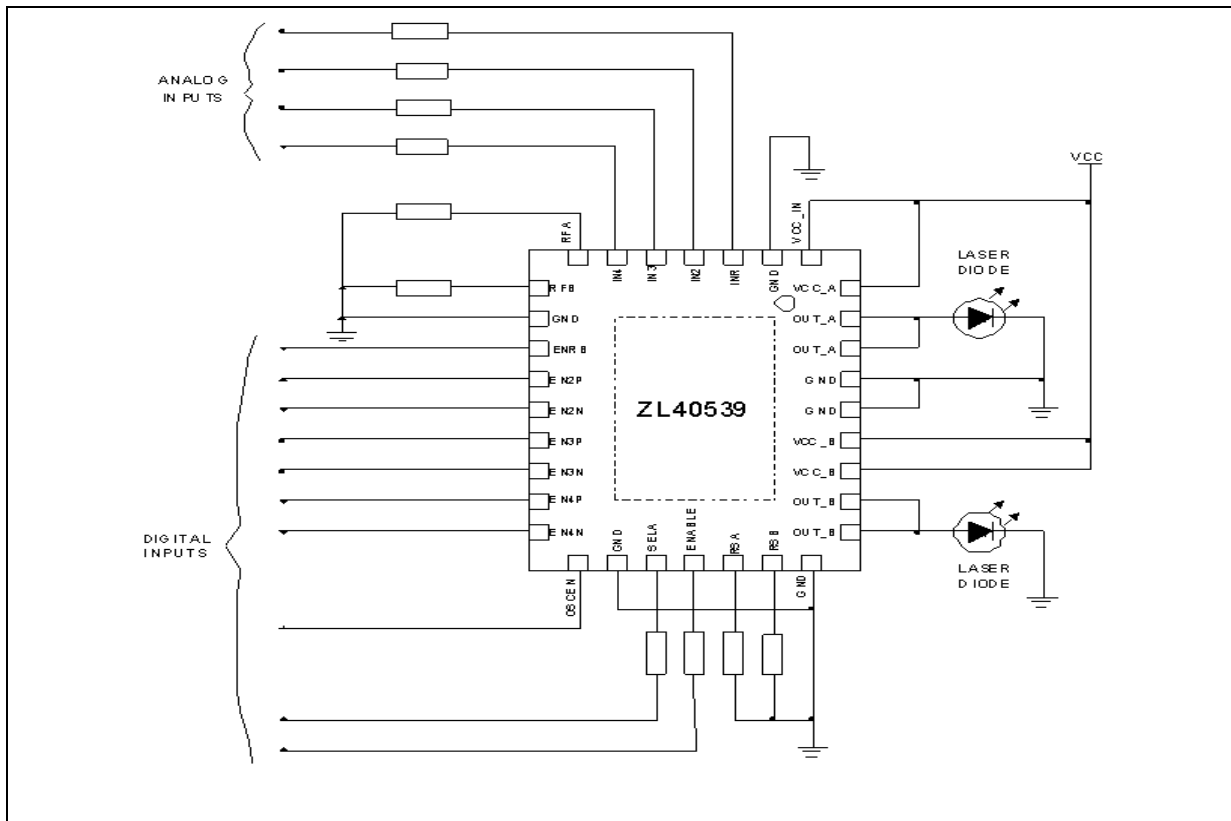 ANALOG
INPUTS
VCC
RFA
IN4
IN3
IN2
INR
GND
VCC_IN
LASER
DIODE
RFB
GND
ENRB
EN2P
EN2N
EN3P
EN3N
EN4P
EN4N
ZL40539
VCC_A
OUT_A
OUT_A
GND
GND
VCC_B
VCC_B
OUT_B
OUT_B
DIGITAL
INPUTS
OSCEN
GND
SELA
ENABLE
RSA
RSB
GND
LASER
DIODE